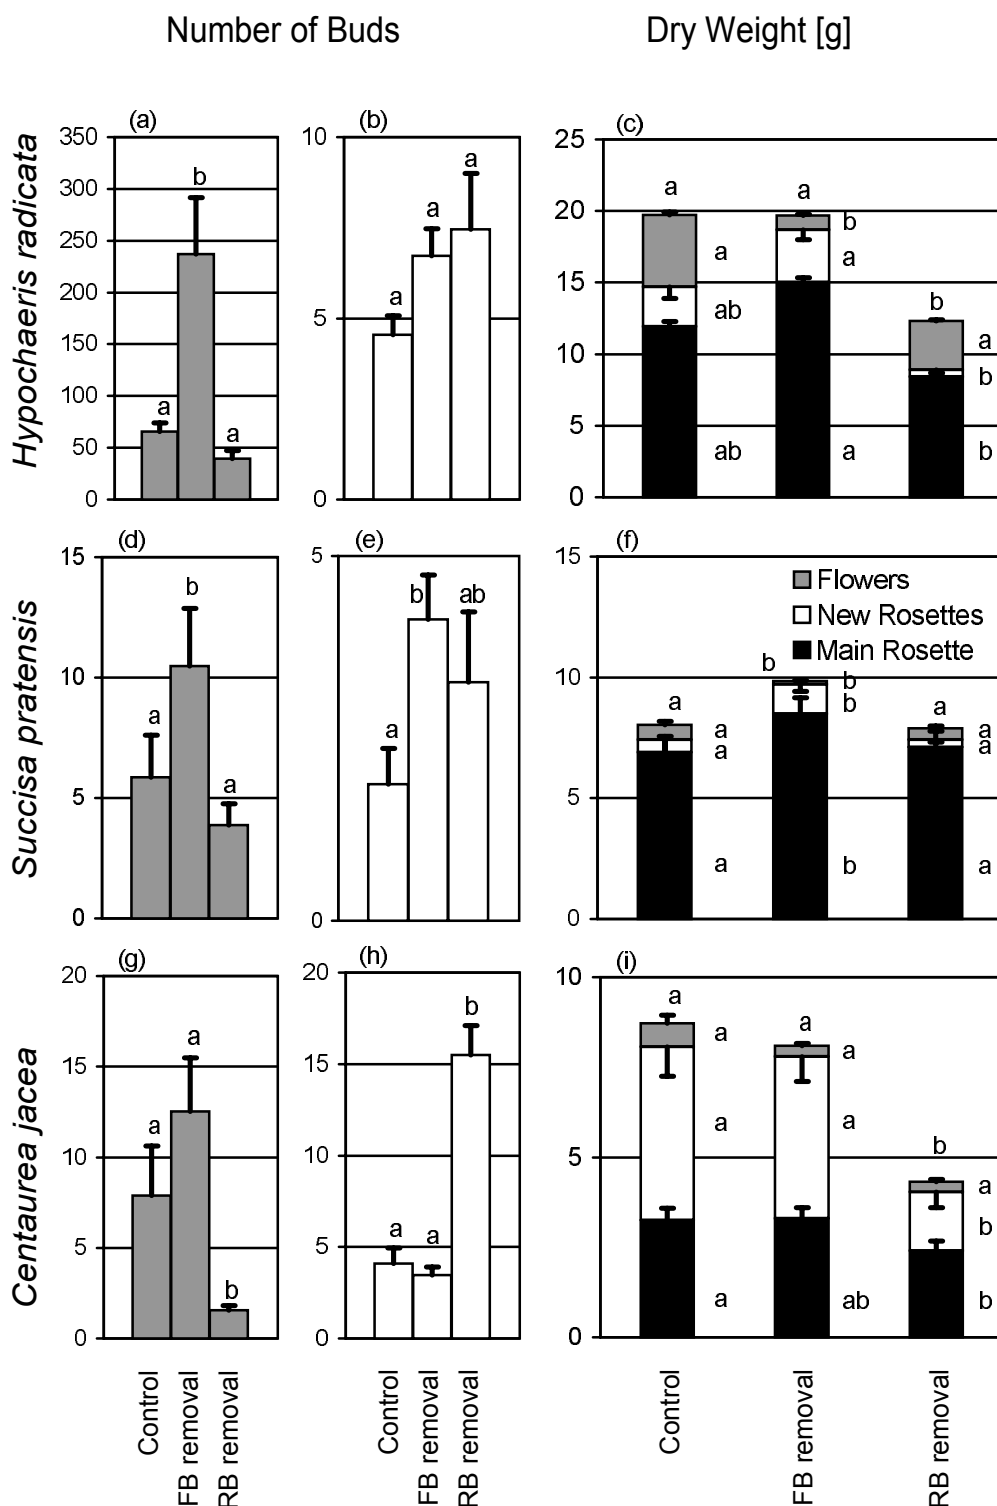 Number of Buds
Dry Weight [g]
Hypochaeris radicata
(a)
350
300
250
200
150
100
50
0
a
b
a
(b)
10
5
0
a
a
a
(c)
25
20
15
10
5
0
a
a
ab
ab
a
b
a
a
b
a
b
b
Succisa pratensis
(d)
15
10
5
0
a
b
a
(e)
5
0
a
b
ab
(f)
15
10
5
0
Flowers
New Rosettes
Main Rosette
a
a
a
a
b
b
b
b
a
a
a
a
Centaurea jacea
(g)
20
15
10
5
0
a
a
b
Control
FB removal
RB removal
(h)
20
15
10
5
0
a
a
b
Control
FB removal
RB removal
(i)
10
5
0
a
a
a
a
a
a
a
ab
b
a
b
b
Control
FB removal
RB removal